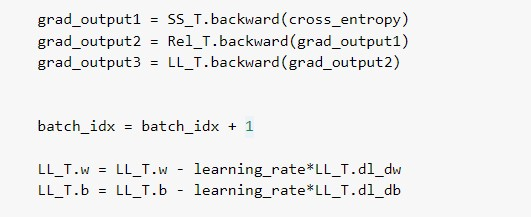 grad_output1 = SS_T.backward(cross_entropy)
grad_output2 = Rel_T.backward(grad_output1)
grad_output3 = LL_T.backward(grad_output2)
batch_idx = batch_idx + 1
LL_T.w = LL_T.w - learning_rate*LL_T.dl_dw
LL_T.b = LL_T.b - learning_rate*LL_T.dl_db